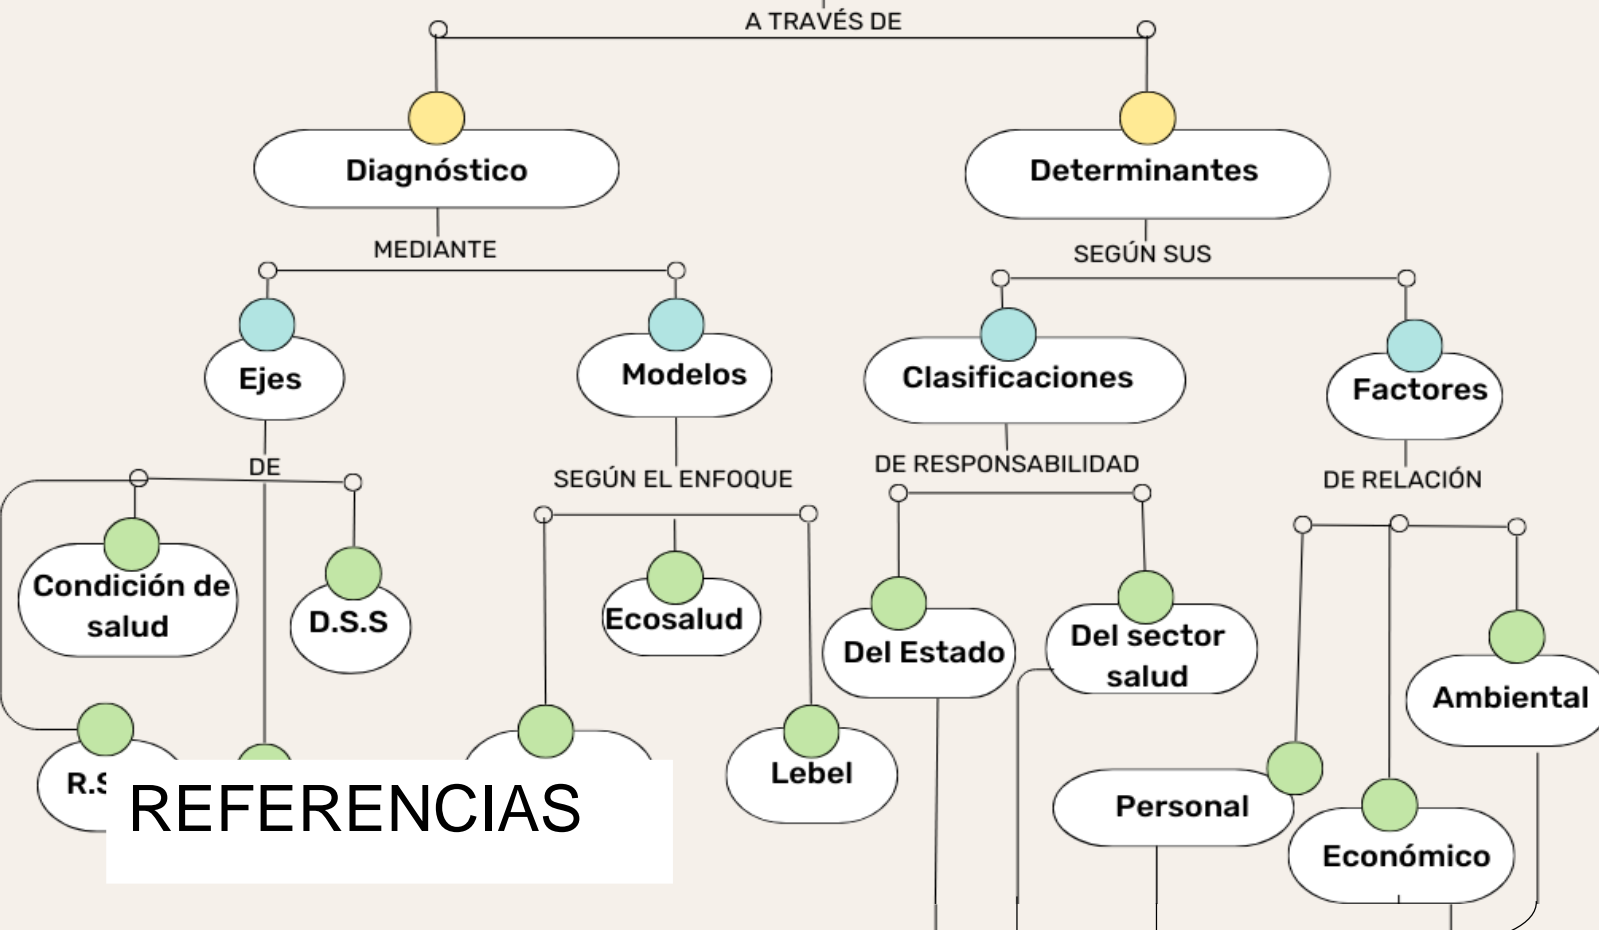 A TRAVÉS DE
Diagnóstico
Determinantes
MEDIANTE
SEGÚN SUS
Ejes
Modelos
Clasificaciones
Factores
DE
SEGÚN EL ENFOQUE
DE RESPONSABILIDAD
DE RELACIÓN
Condición de
salud
D.S.S
Ecosalud
Del Estado
Del sector
salud
Ambiental
Lebel
Personal
Económico
REFERENCIAS